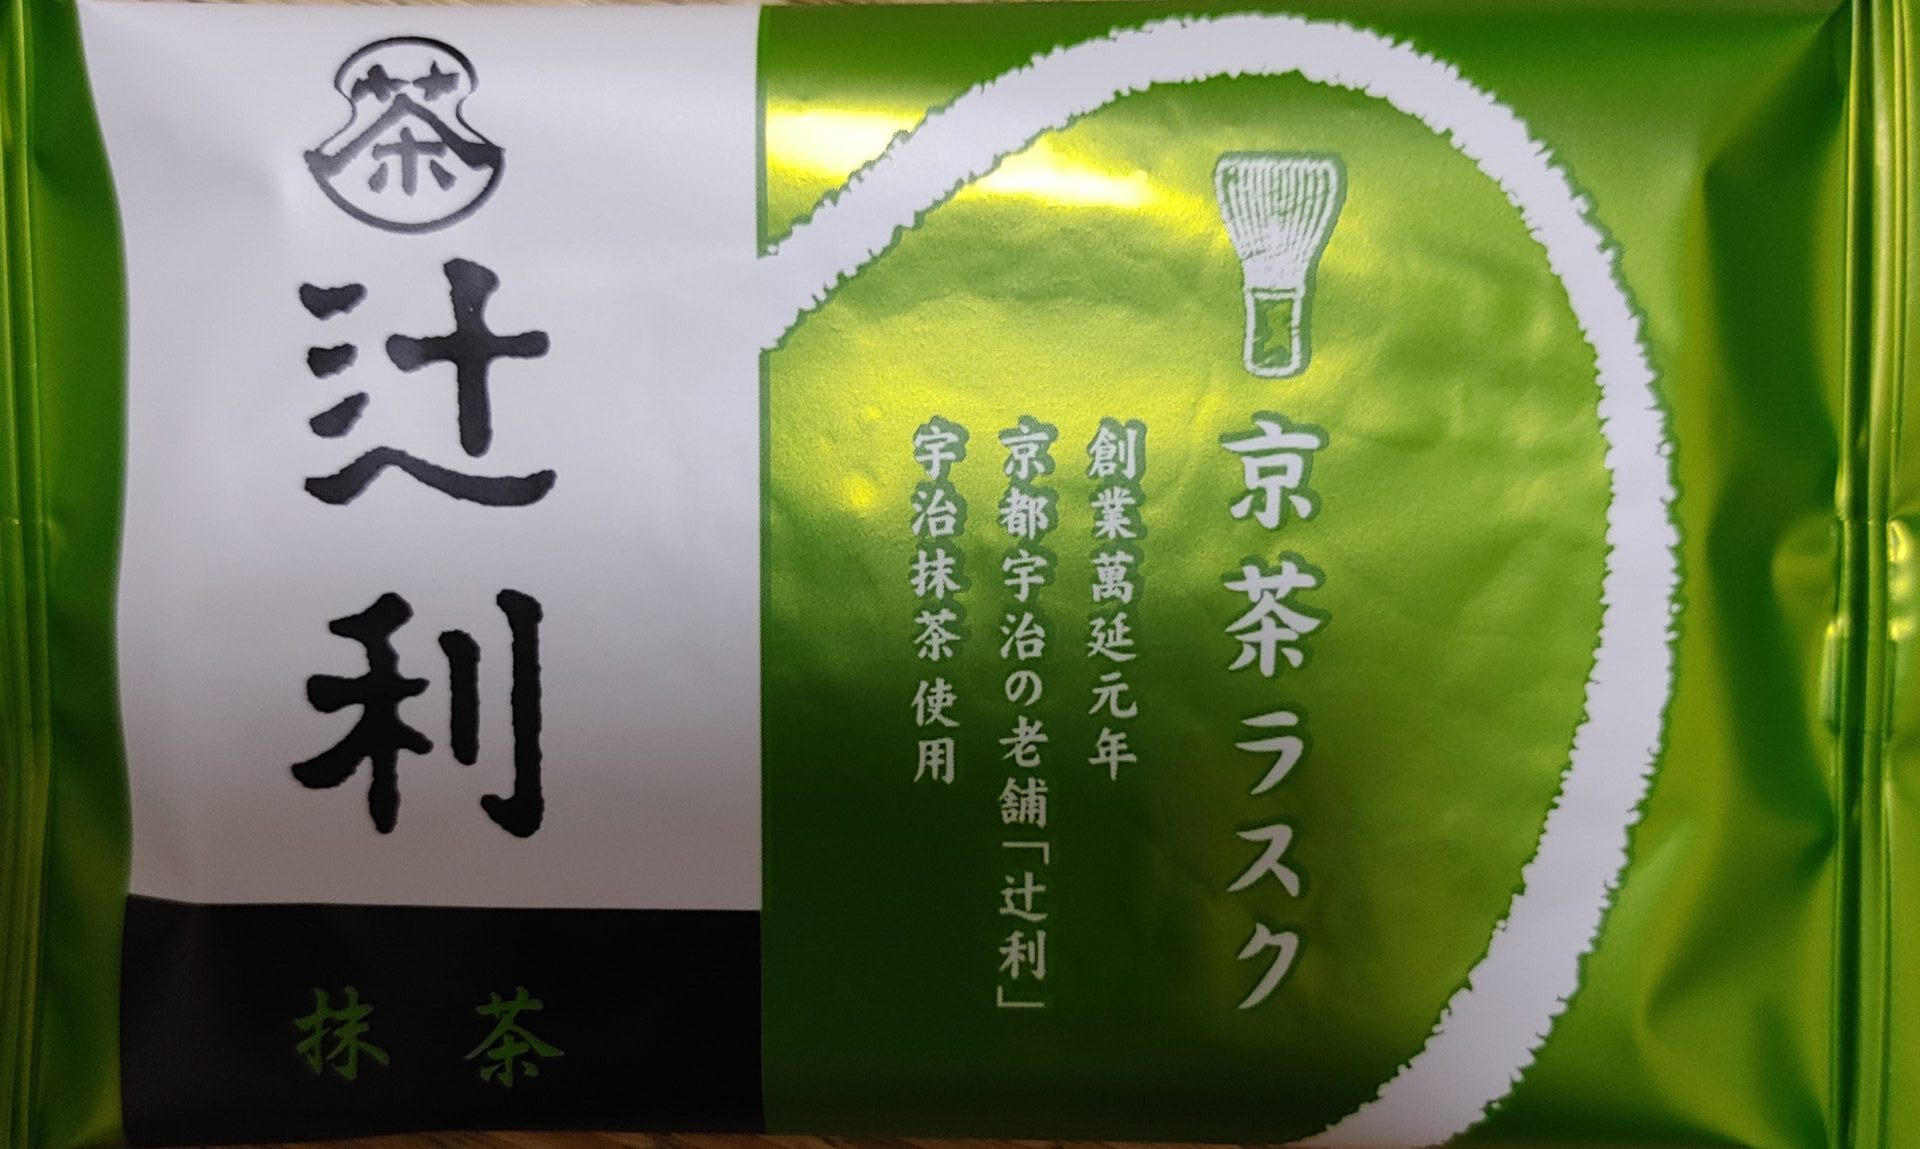 京茶ラスク
創業萬延元年
京都宇治の老舗「辻利」
宇治抹茶使用
茶
辻利
抹茶